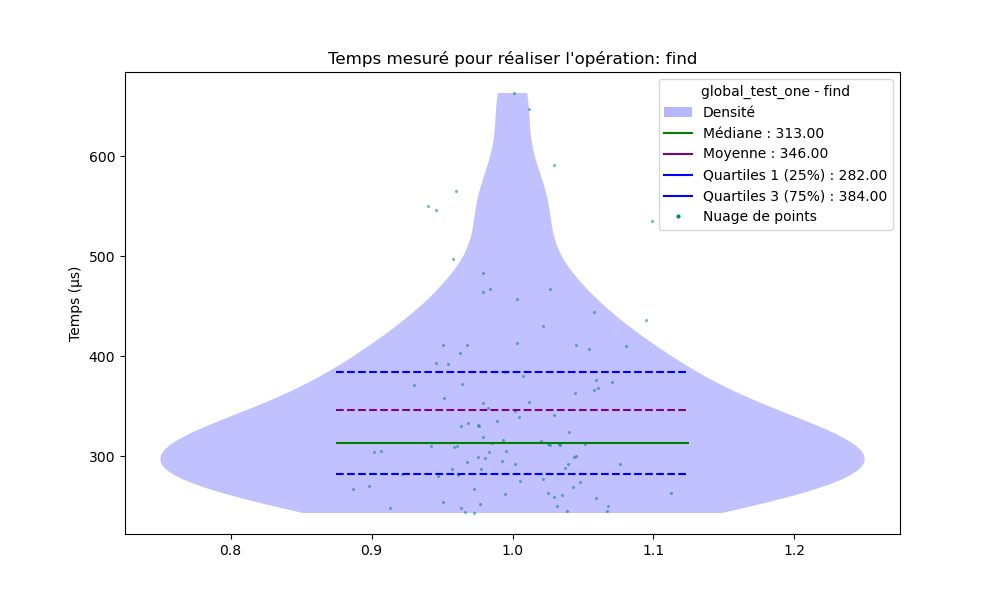 Temps mesuré pour réaliser l'opération: find
global_test_one - find
Densité
Médiane : 313.00
Moyenne : 346.00
Quartiles 1 (25%) : 282.00
Quartiles 3 (75%) : 384.00
Nuage de points
Temps (µs)
600
500
400
300
0.8
0.9
1.0
1.1
1.2